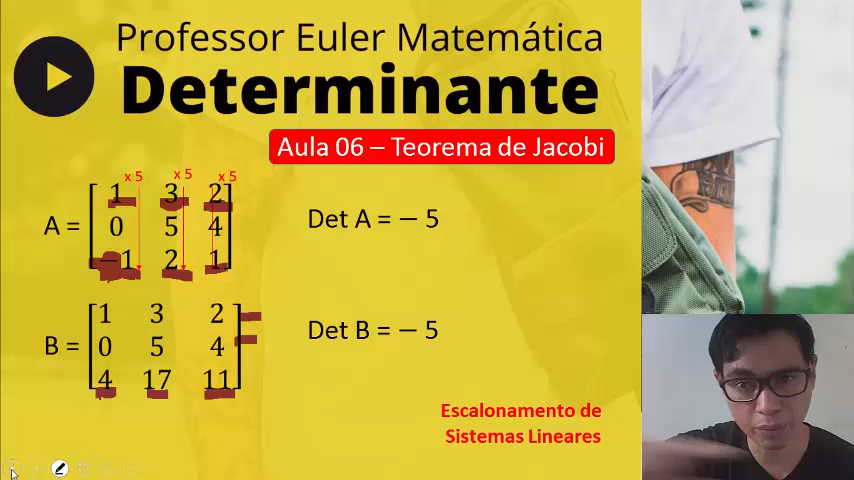 Professor Euler Matemática
Determinante
Aula 06 – Teorema de Jacobi
x 5 x 5 x 5
1 3 2
A = 0 5 4
−1 2 1
Det A = − 5
1 3 2
B = 0 5 4
4 17 11
Det B = − 5
Escalonamento de
Sistemas Lineares